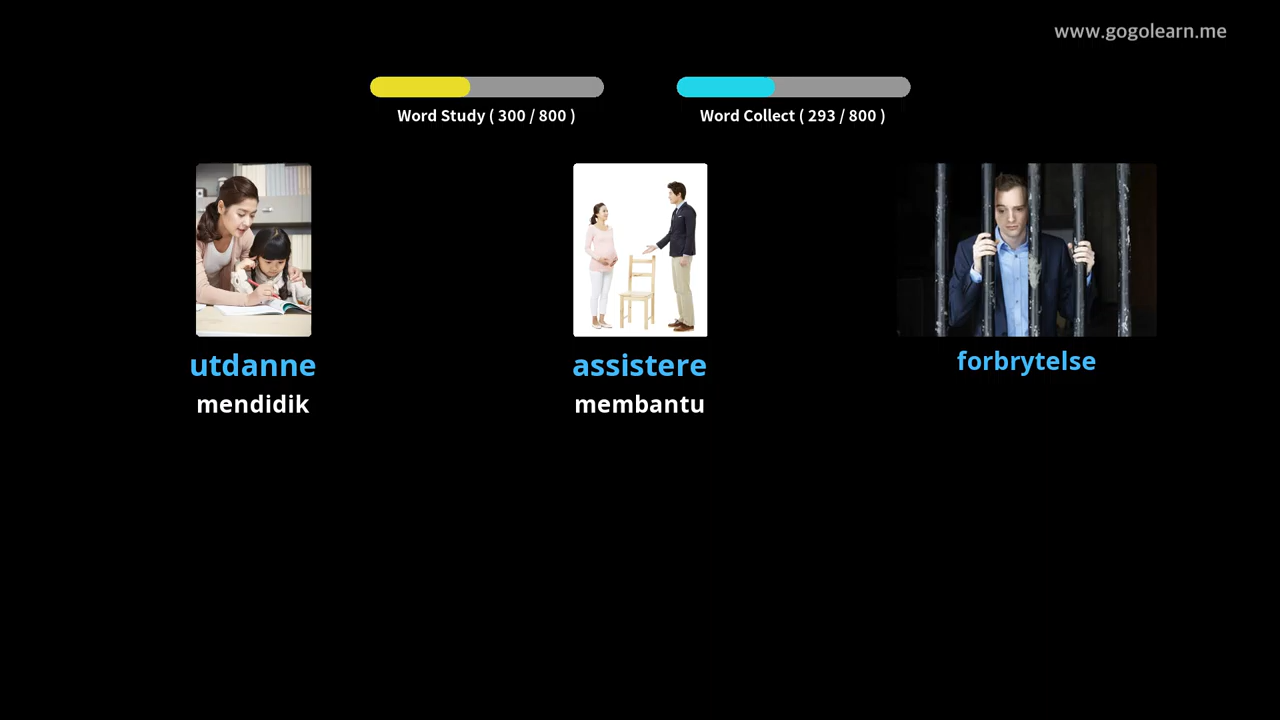 www.gogolearn.me
Word Study ( 300 / 800 )
Word Collect ( 293 / 800 )
utdanne
mendidik
assistere
membantu
forbrytelse